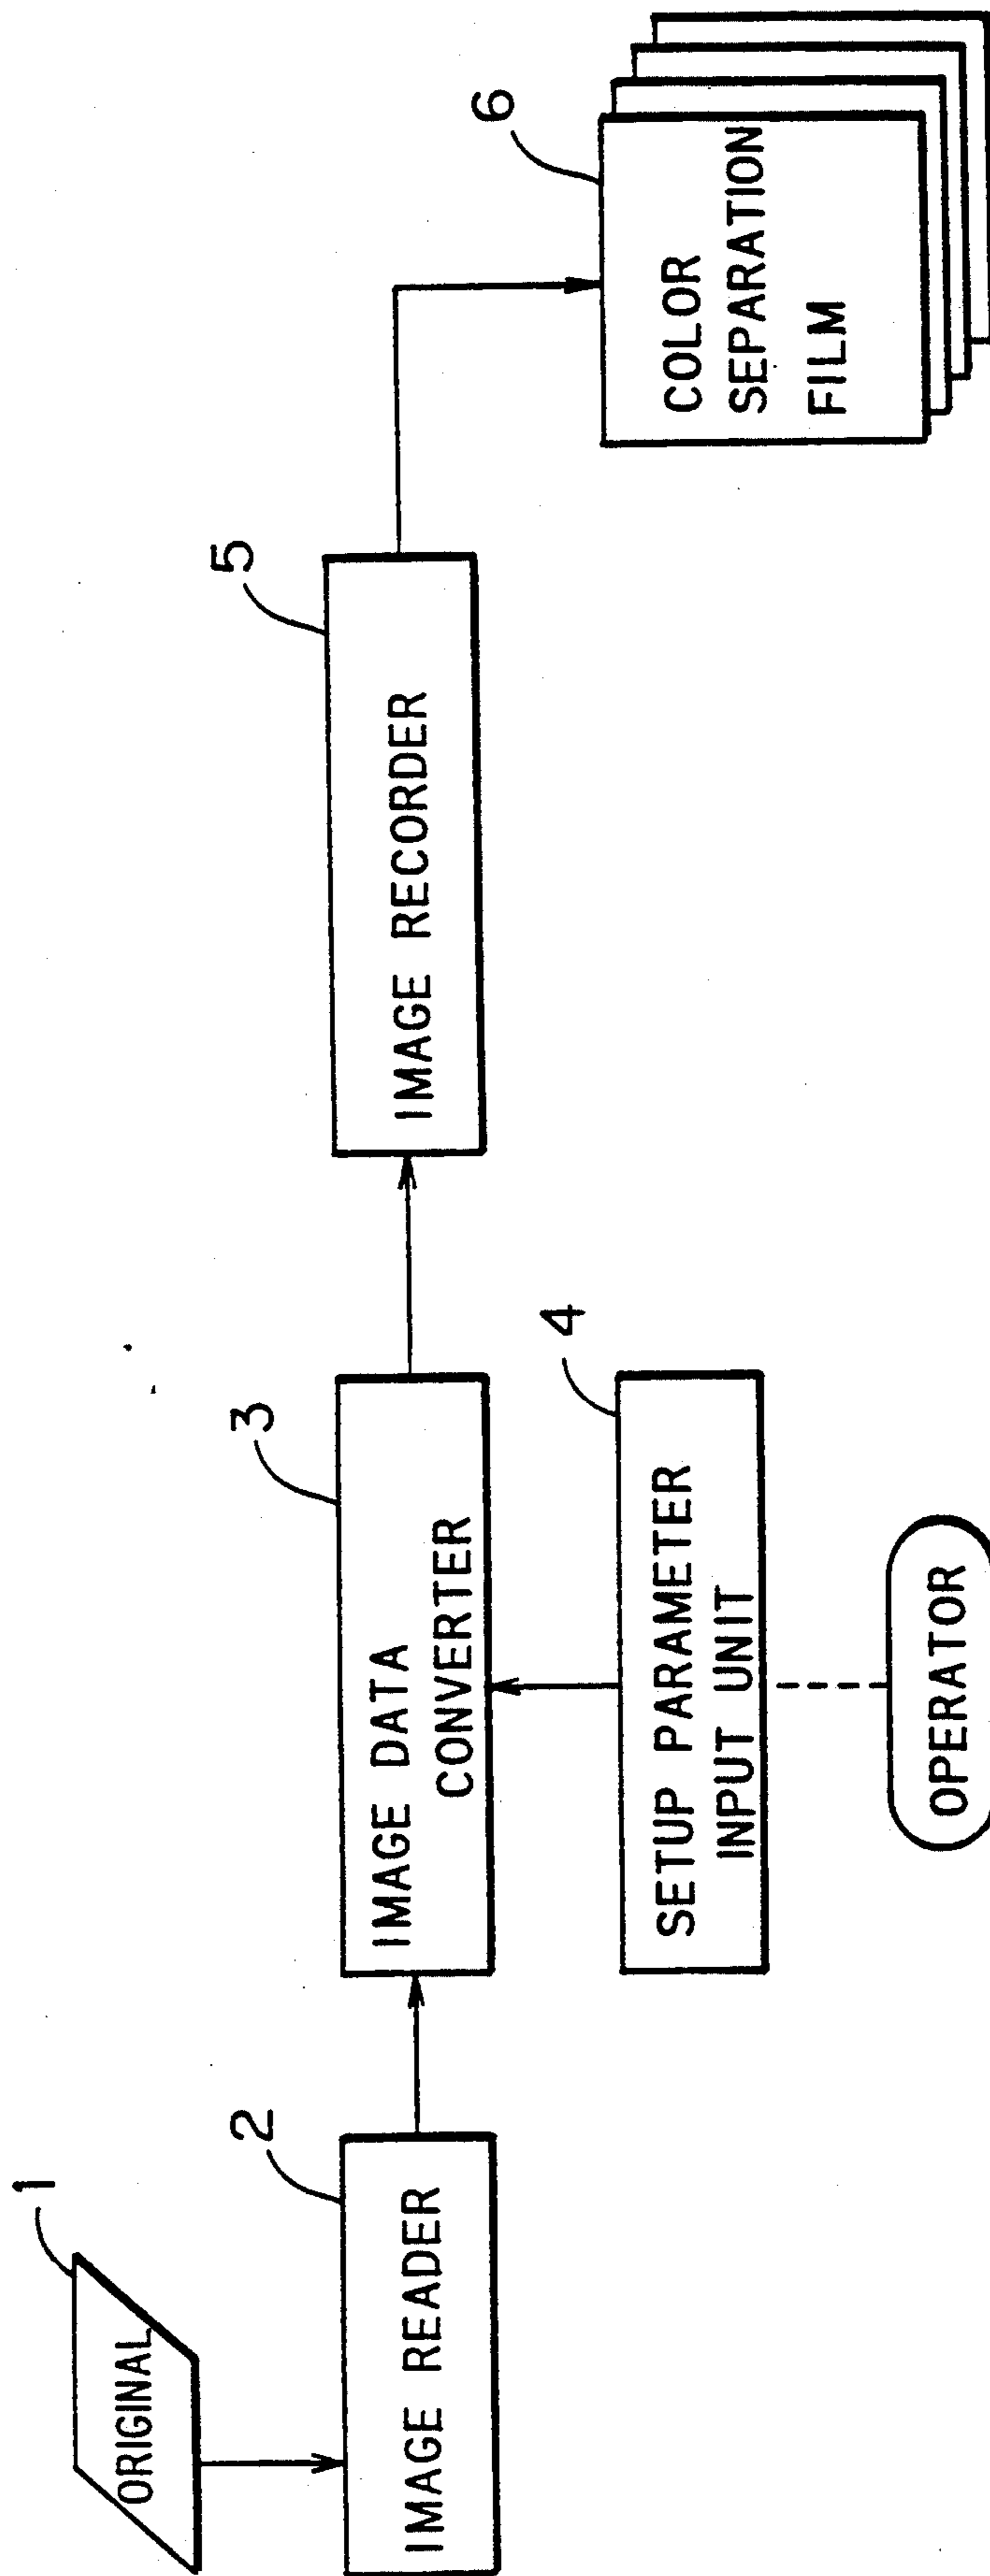 1
ORIGINAL
2
IMAGE READER
3
IMAGE DATA
CONVERTER
4
SETUP PARAMETER
INPUT UNIT
OPERATOR
5
IMAGE RECORDER
6
COLOR
SEPARATION
FILM